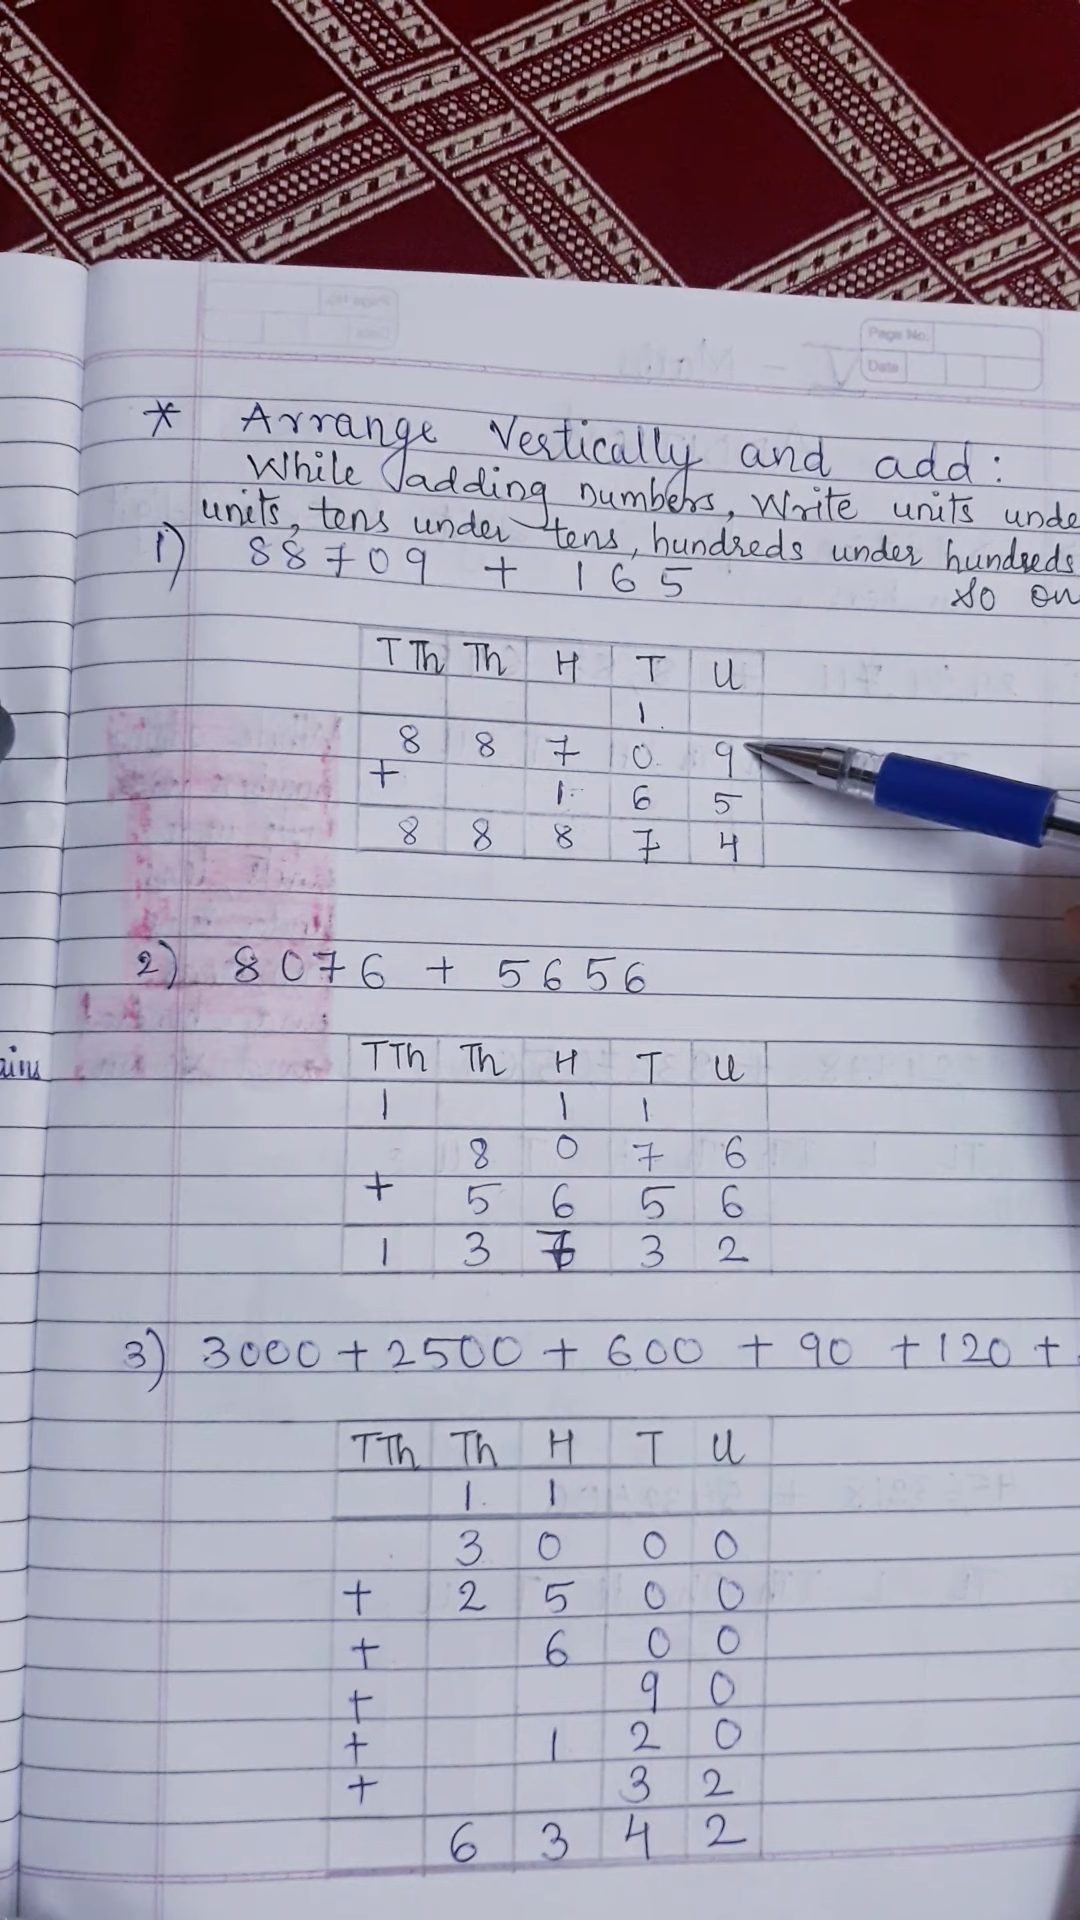 Page No.
Date
* Arrange Vertically and add:
While adding numbers, Write units unde
units, tens under tens, hundreds under hundreds
so on
1) 88709 + 165
T Th Th H T U
1.
8 8 7 0. 9
+ 1. 6 5
8 8 8 7 4
2) 8076 + 5656
TTh Th H T U
1 1 1
8 0 7 6
+ 5 6 5 6
1 3 7 3 2
3) 3000 + 2500 + 600 + 90 + 120 +
TTh Th H T U
1. 1
3 0 0 0
+ 2 5 0 0
+ 6 0 0
+ 9 0
+ 1 2 0
+ 3 2
6 3 4 2